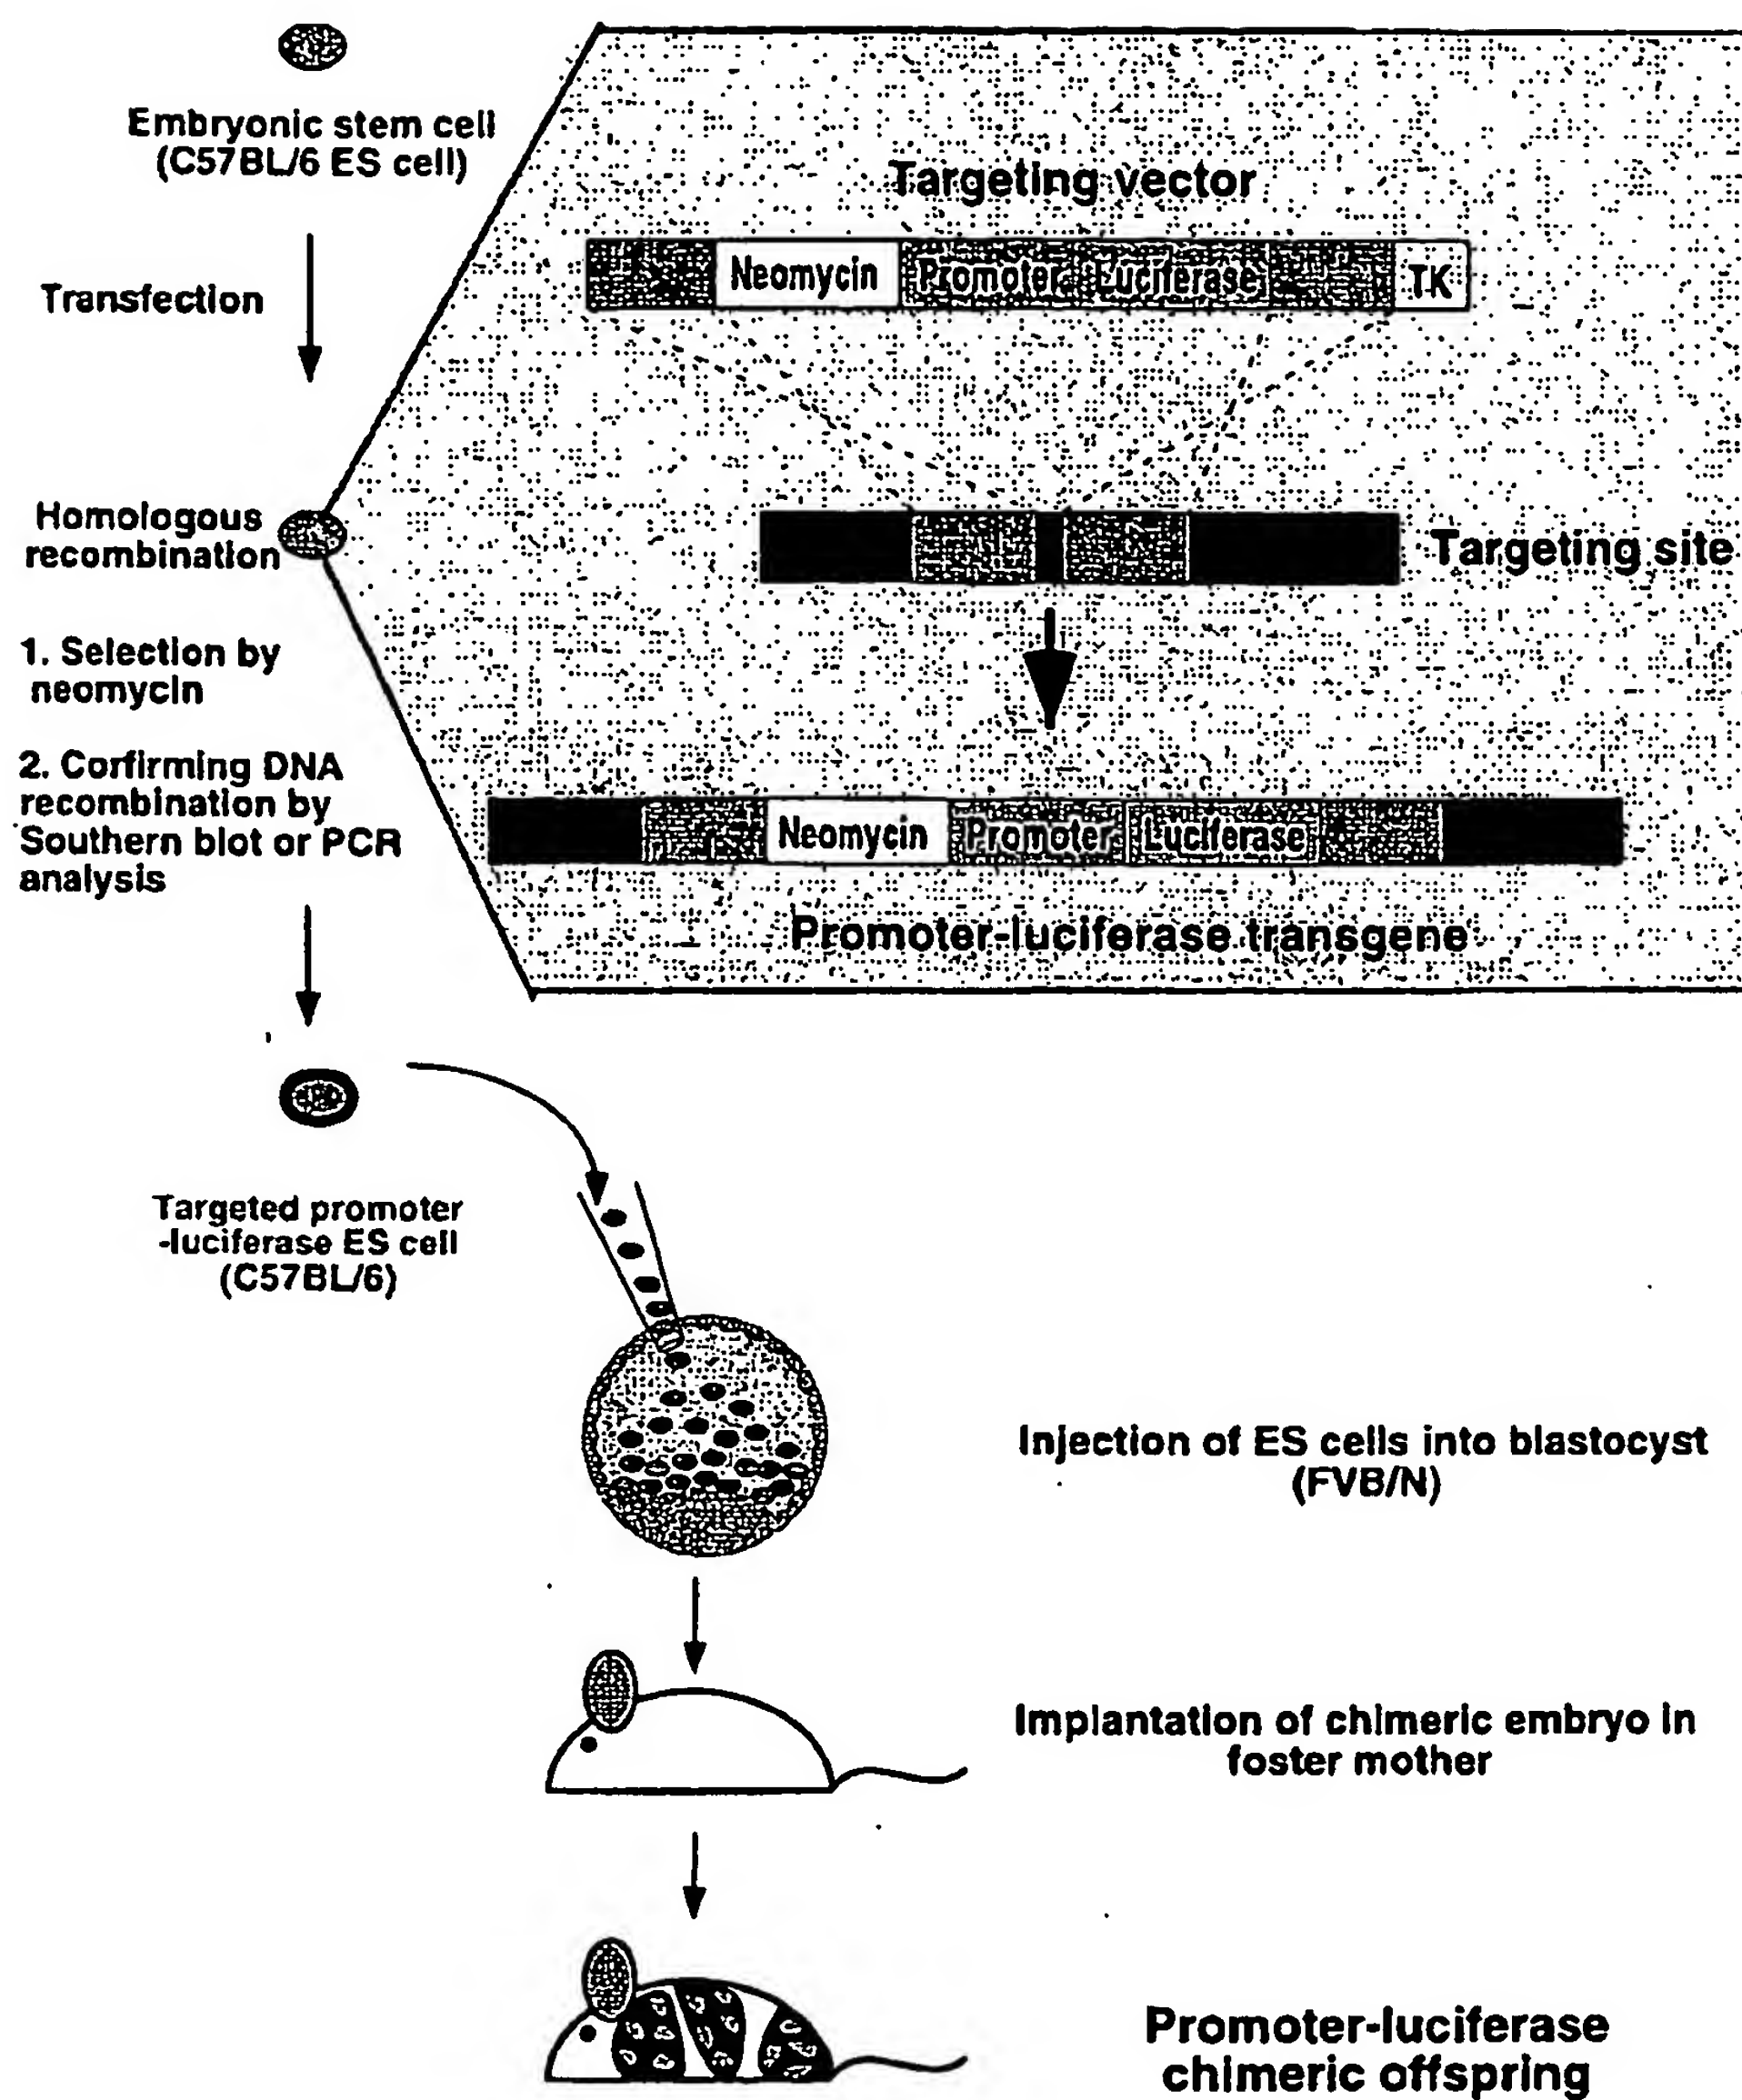 Embryonic stem cell
(C57BL/6 ES cell)
Transfection
Targeting vector
Neomycin Promoter Luciferase TK
Homologous
recombination
Targeting site
1. Selection by
neomycin
2. Corfirming DNA
recombination by
Southern blot or PCR
analysis
Neomycin Promoter Luciferase
Promoter-luciferase transgene
Targeted promoter
-luciferase ES cell
(C57BL/6)
Injection of ES cells into blastocyst
(FVB/N)
Implantation of chimeric embryo in
foster mother
Promoter-luciferase
chimeric offspring